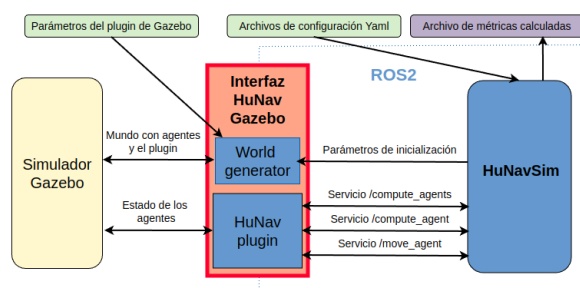 Parámetros del plugin de Gazebo
Archivos de configuración Yaml
Archivo de métricas calculadas
ROS2
Interfaz
HuNav
Gazebo
Simulador
Gazebo
Mundo con agentes
y el plugin
World
generator
Parámetros de inicialización
HuNavSim
Estado de los
agentes
HuNav
plugin
Servicio /compute_agents
Servicio /compute_agent
Servicio /move_agent